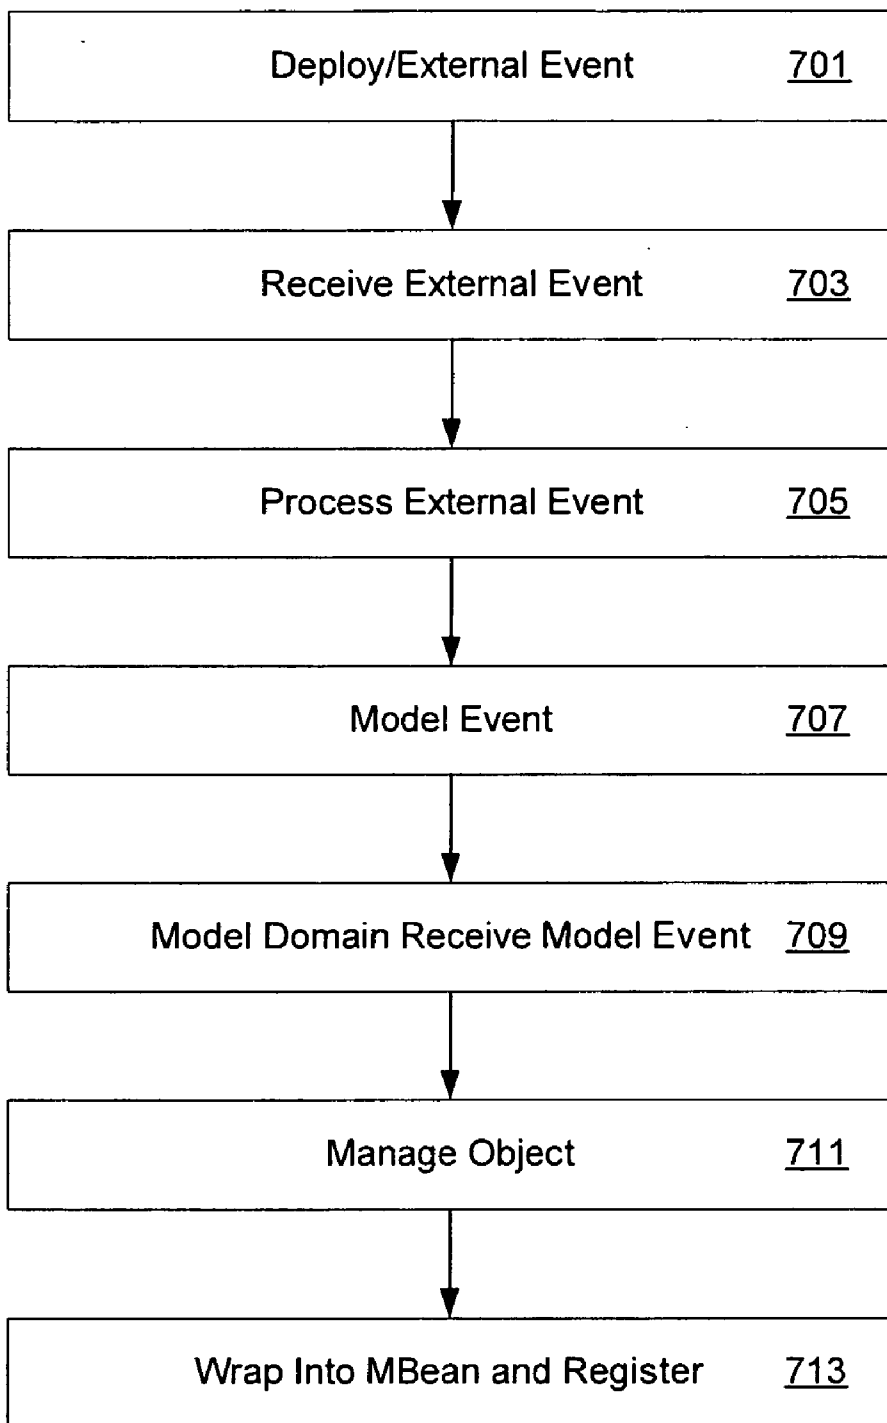 Deploy/External Event 701
Receive External Event 703
Process External Event 705
Model Event 707
Model Domain Receive Model Event 709
Manage Object 711
Wrap Into MBean and Register 713